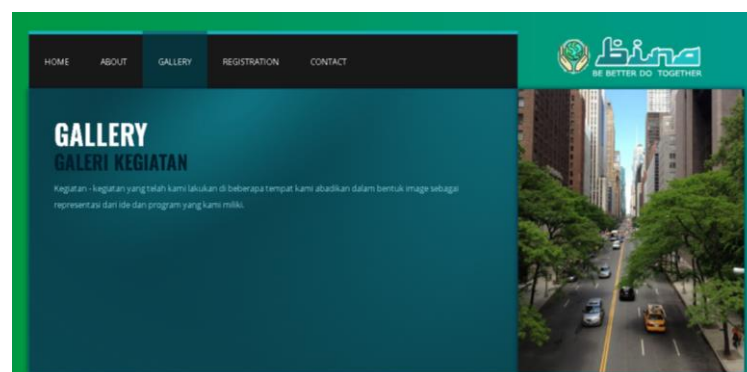 HOME
ABOUT
GALLERY
REGISTRATION
CONTACT
bina
BE BETTER DO TOGETHER
GALLERY
GALERI KEGIATAN
Kegiatan - kegiatan yang telah kami lakukan di beberapa tempat kami abadikan dalam bentuk image sebagai
representasi dari ide dan program yang kami miliki.